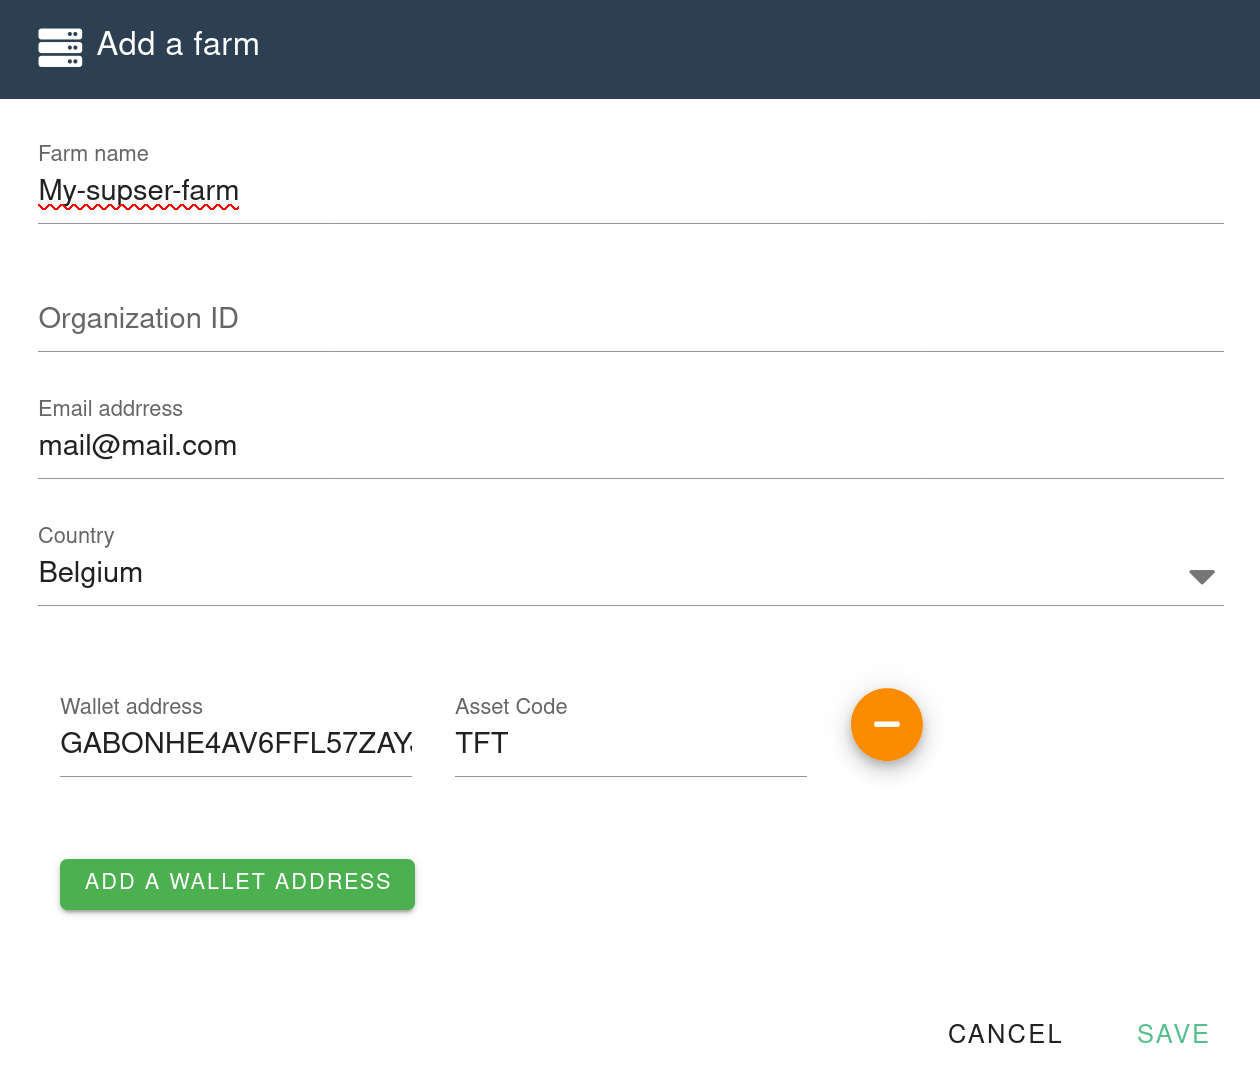 Add a farm
Farm name
My-supser-farm
Organization ID
Email addrress
mail@mail.com
Country
Belgium
Wallet address
Asset Code
GABONHE4AV6FFL57ZAY
TFT
ADD A WALLET ADDRESS
CANCEL
SAVE